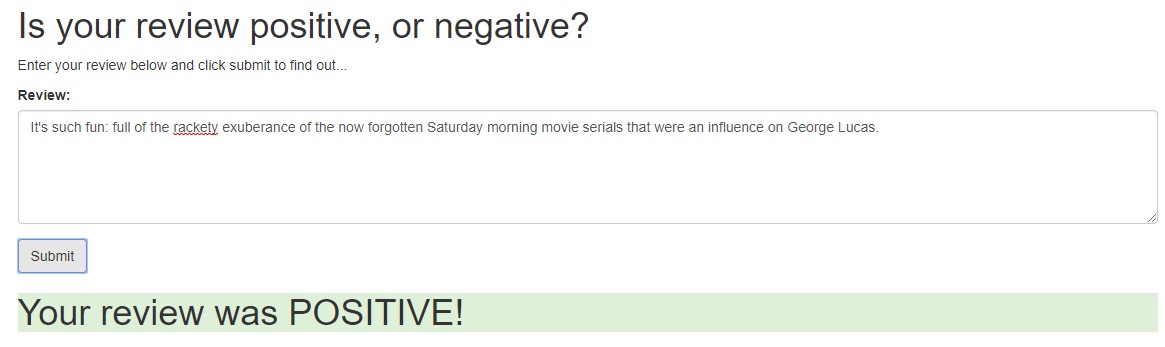 Is your review positive, or negative?
Enter your review below and click submit to find out...
Review:
It's such fun: full of the rackety exuberance of the now forgotten Saturday morning movie serials that were an influence on George Lucas.
Submit
Your review was POSITIVE!